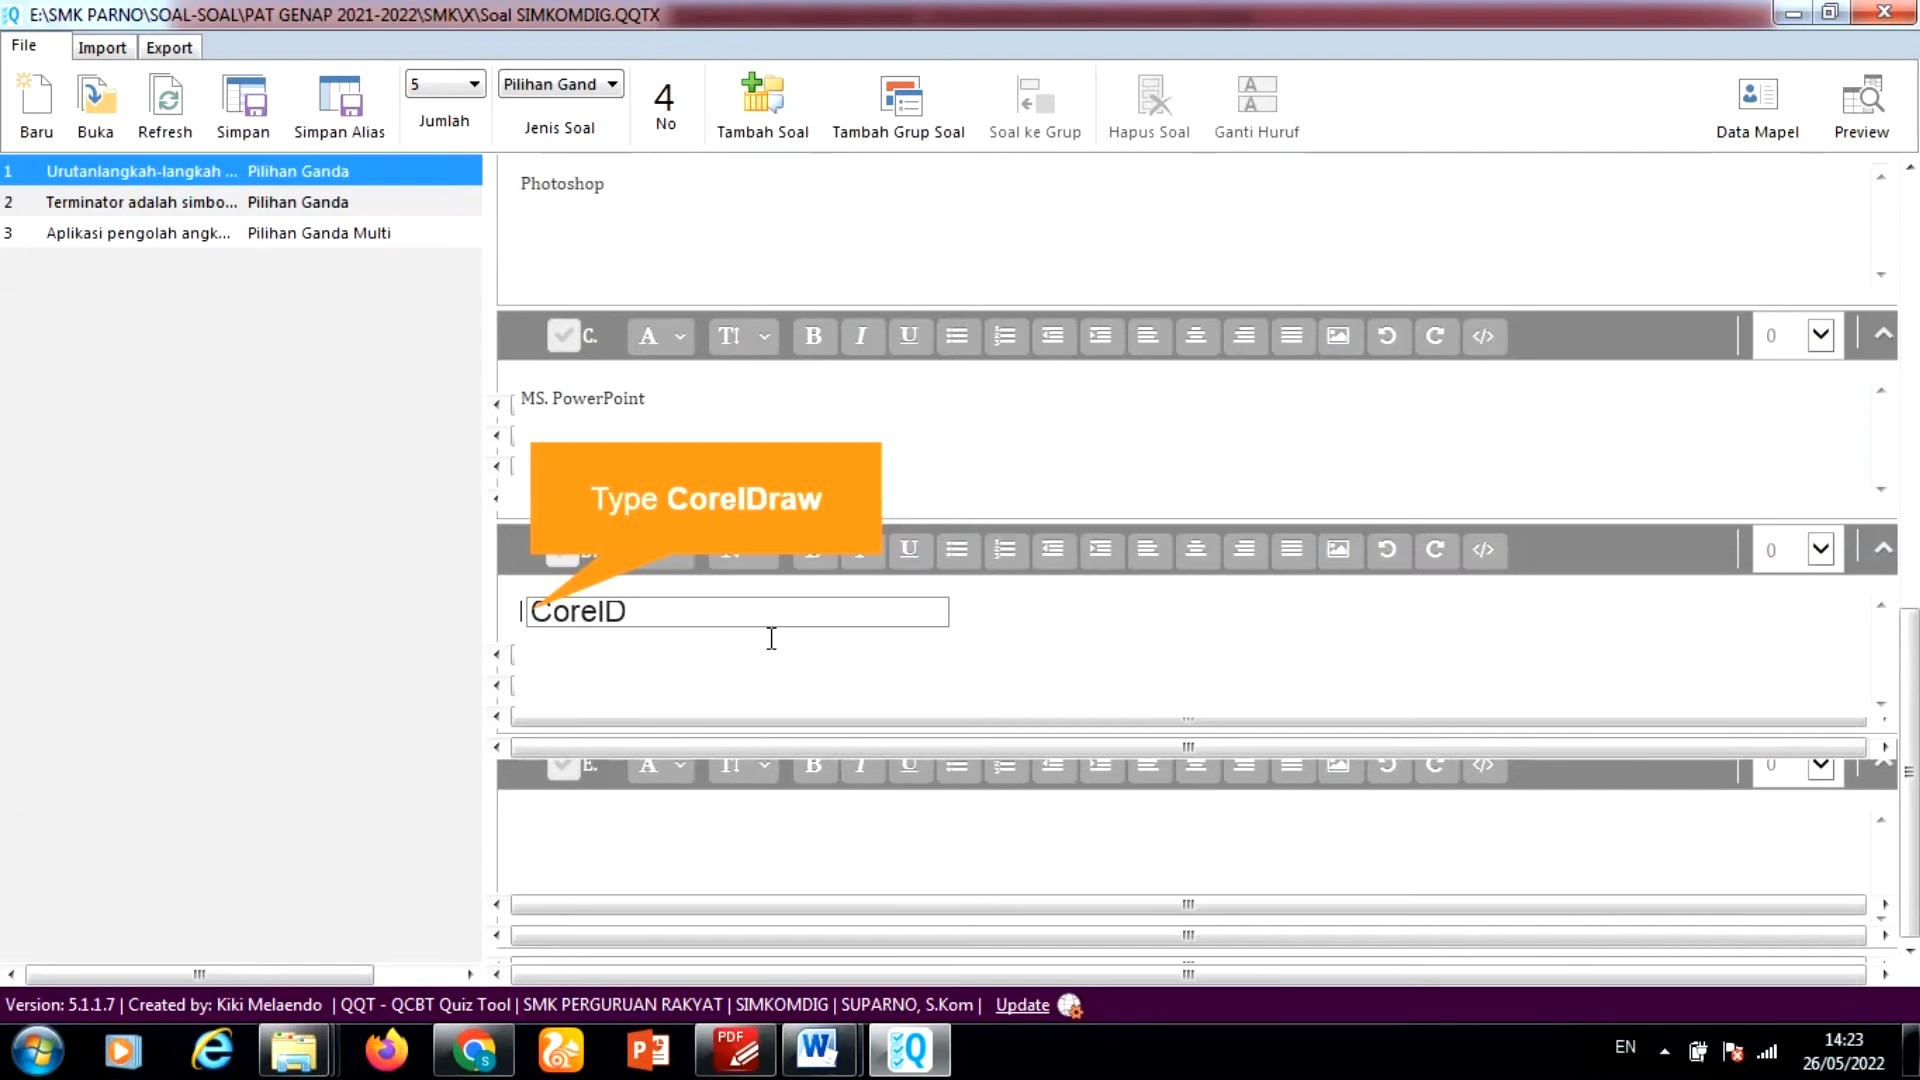 E:\SMK PARNO\SOAL-SOAL\PAT GENAP 2021-2022\SMK\X\Soal SIMKOMDIG.QQTX
File
Import
Export
Baru
Buka
Refresh
Simpan
Simpan Alias
5
Jumlah
Pilihan Gand
Jenis Soal
4
No
Tambah Soal
Tambah Grup Soal
Soal ke Grup
Hapus Soal
A
A
Ganti Huruf
Data Mapel
Preview
1 Urutanlangkah-langkah ... Pilihan Ganda
2 Terminator adalah simbo... Pilihan Ganda
3 Aplikasi pengolah angk... Pilihan Ganda Multi
Photoshop
C. A T B I U </> 0
MS. PowerPoint
Type CorelDraw
U </> 0
CorelD
E. A B I U </> 0
Version: 5.1.1.7 | Created by: Kiki Melaendo | QQT - QCBT Quiz Tool | SMK PERGURUAN RAKYAT | SIMKOMDIG | SUPARNO, S.Kom | Update
PDF
EN
14:23
26/05/2022